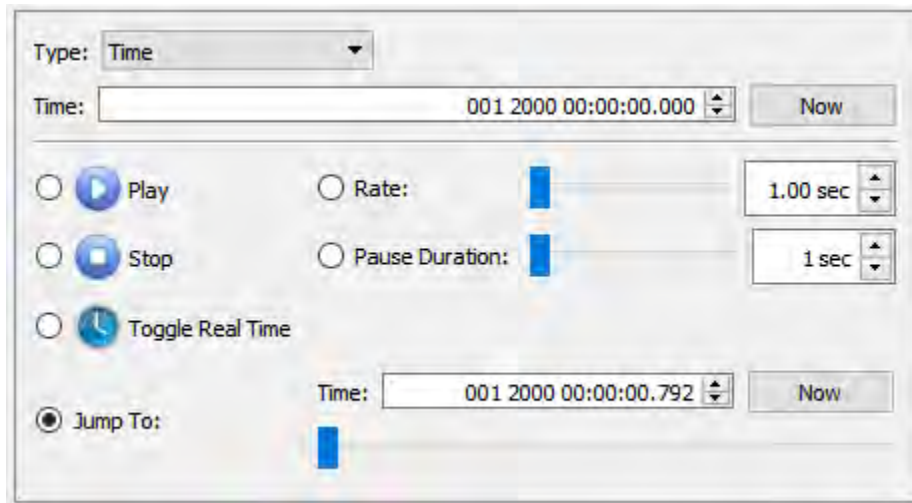 Type: Time
Time: 001 2000 00:00:00.000 Now
Play Rate: 1.00 sec
Stop Pause Duration: 1 sec
Toggle Real Time
Time: 001 2000 00:00:00.792 Now
Jump To: